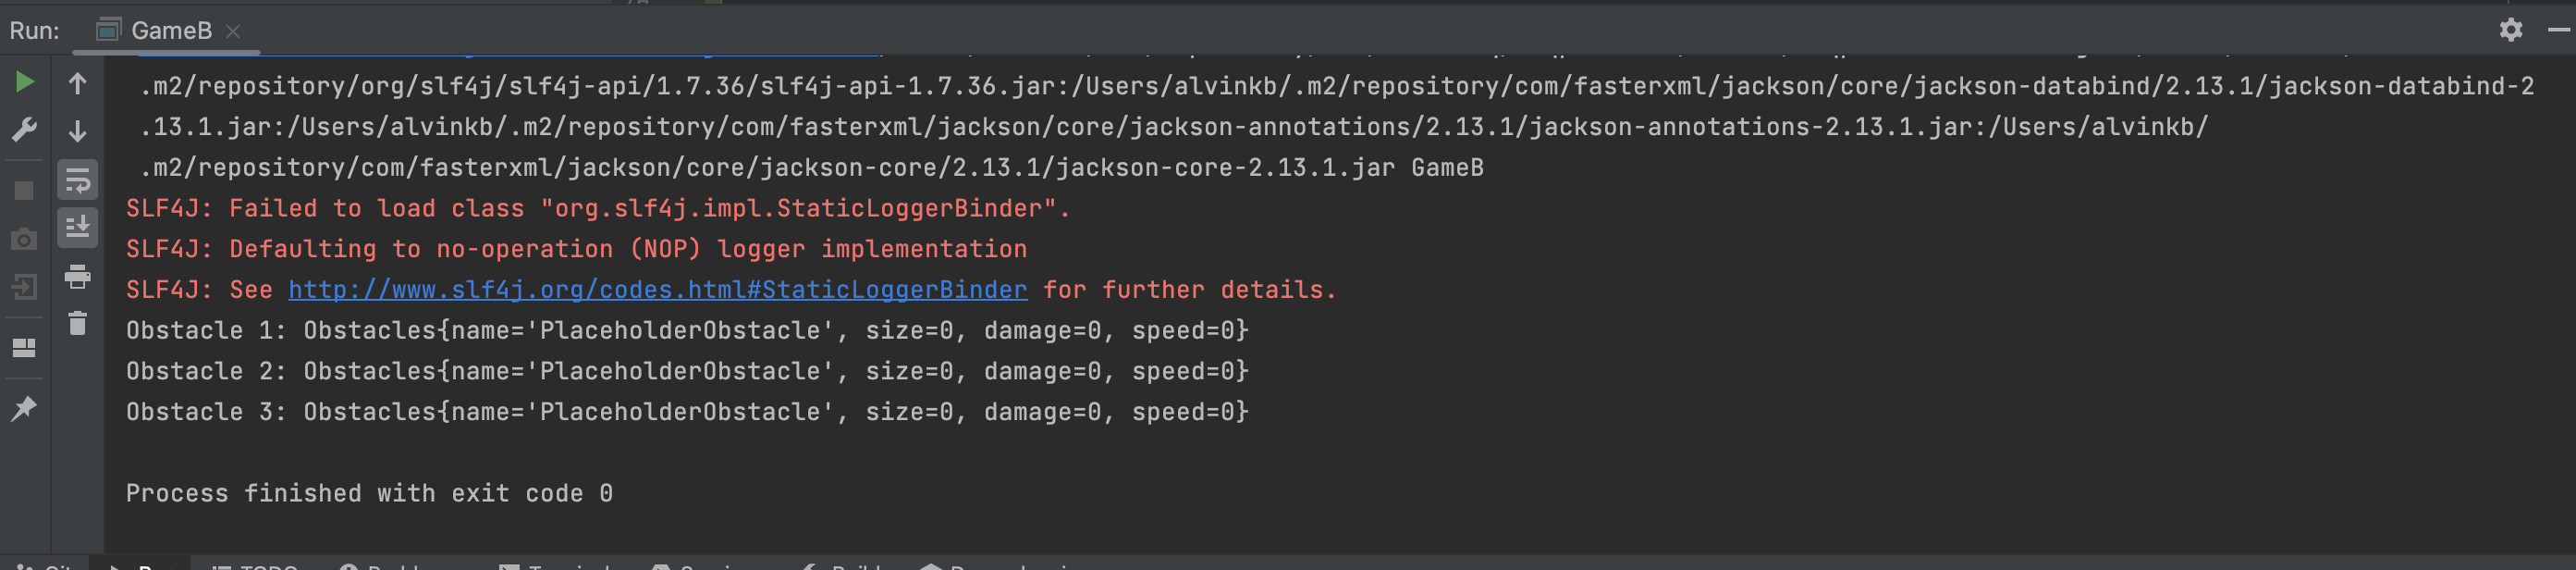 Run: GameB
.m2/repository/org/slf4j/slf4j-api/1.7.36/slf4j-api-1.7.36.jar:/Users/alvinkb/.m2/repository/com/fasterxml/jackson/core/jackson-databind/2.13.1/jackson-databind-2
.13.1.jar:/Users/alvinkb/.m2/repository/com/fasterxml/jackson/core/jackson-annotations/2.13.1/jackson-annotations-2.13.1.jar:/Users/alvinkb/
.m2/repository/com/fasterxml/jackson/core/jackson-core/2.13.1/jackson-core-2.13.1.jar GameB
SLF4J: Failed to load class "org.slf4j.impl.StaticLoggerBinder".
SLF4J: Defaulting to no-operation (NOP) logger implementation
SLF4J: See http://www.slf4j.org/codes.html#StaticLoggerBinder for further details.
Obstacle 1: Obstacles{name='PlaceholderObstacle', size=0, damage=0, speed=0}
Obstacle 2: Obstacles{name='PlaceholderObstacle', size=0, damage=0, speed=0}
Obstacle 3: Obstacles{name='PlaceholderObstacle', size=0, damage=0, speed=0}
Process finished with exit code 0